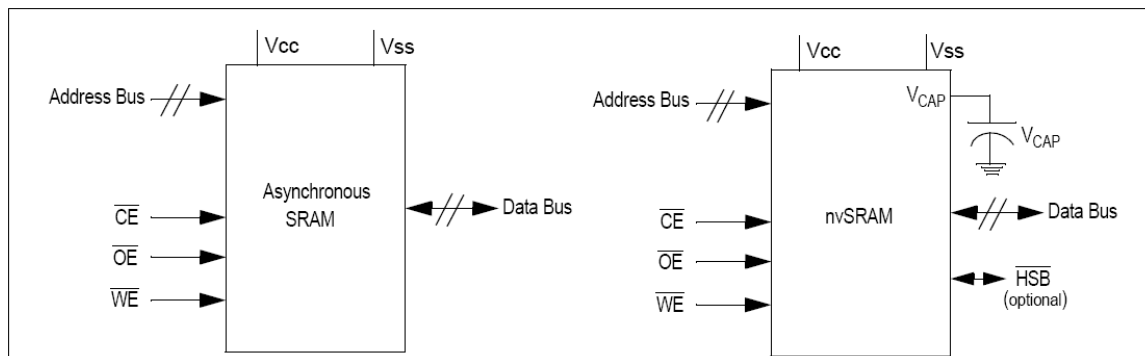 Vcc
Vss
Address Bus
Asynchronous
SRAM
Data Bus
CE
OE
WE
Vcc
Vss
Address Bus
VCAP
VCAP
nvSRAM
Data Bus
CE
OE
WE
HSB
(optional)